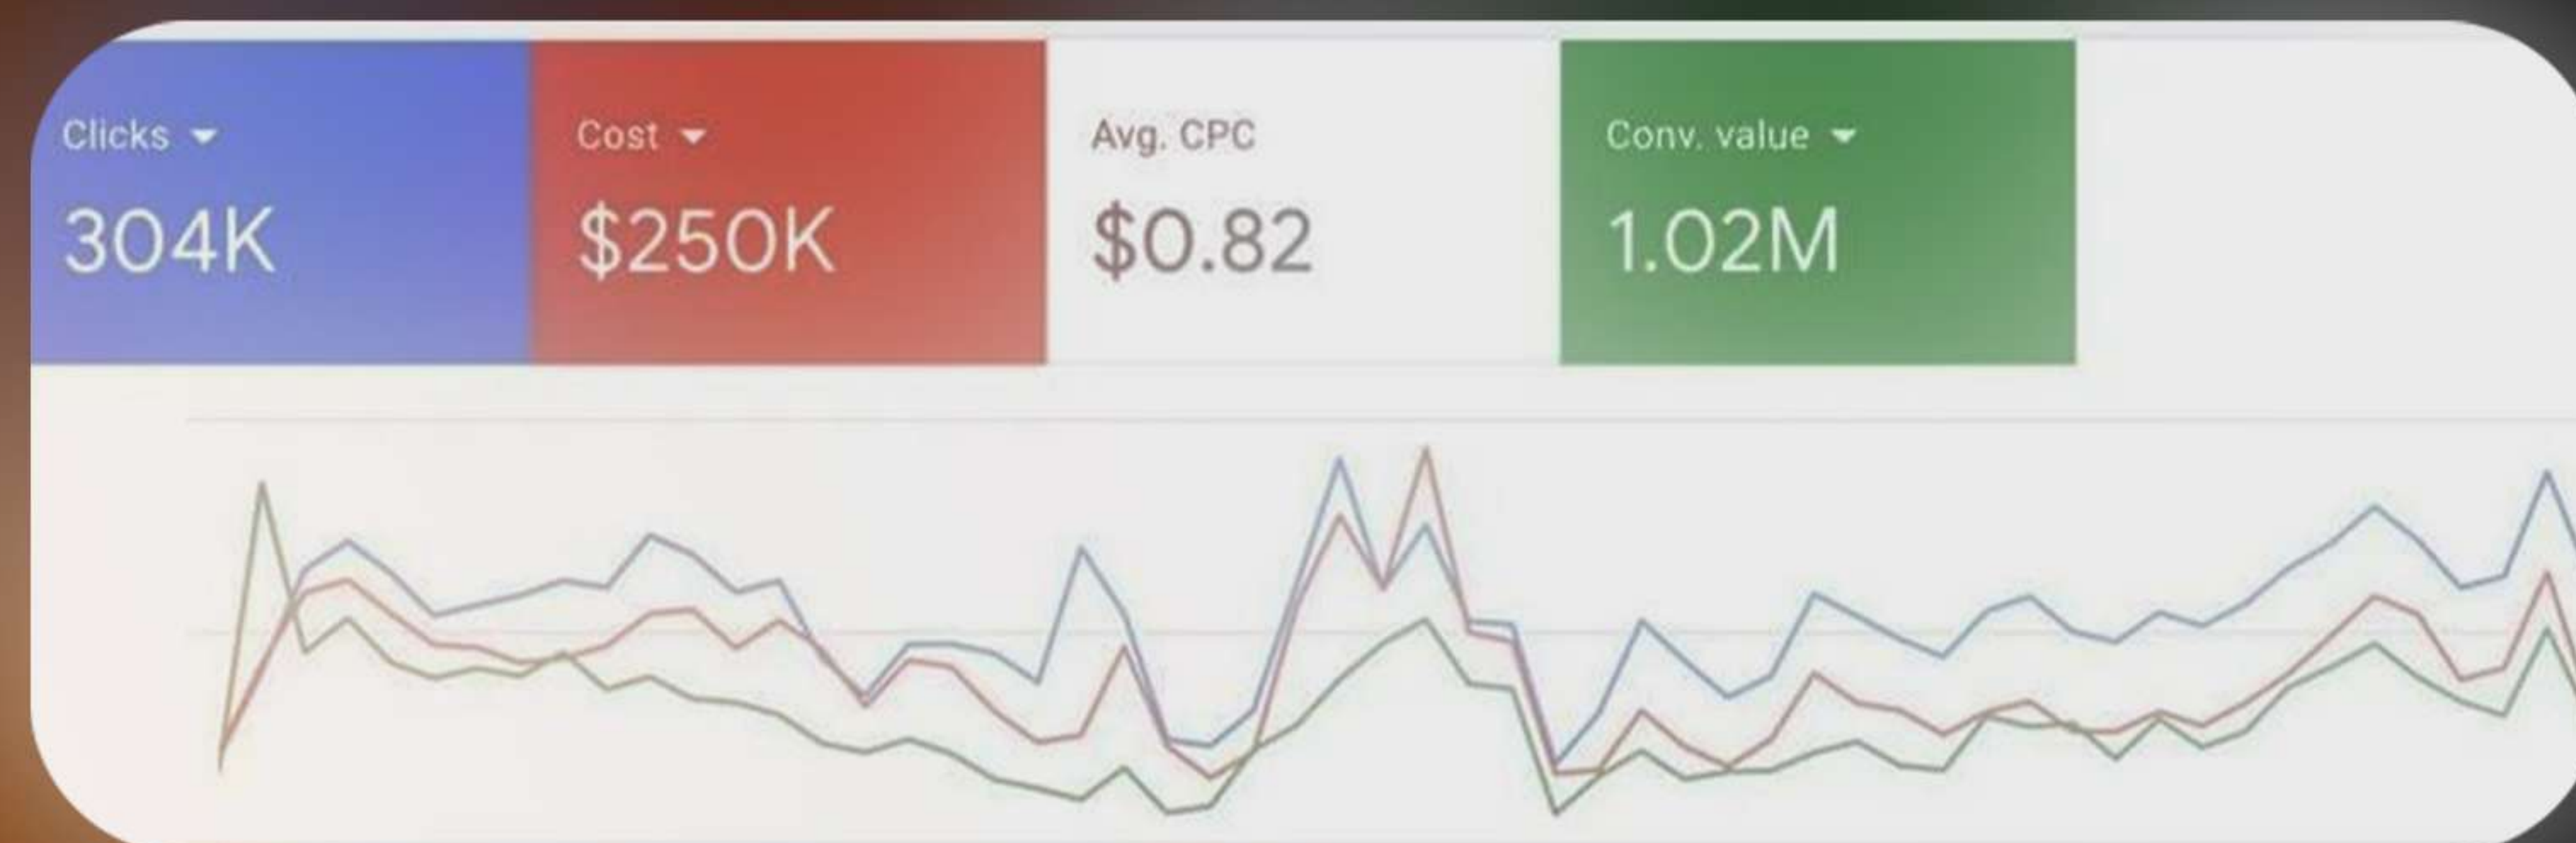 Clicks
304K
Cost
$250K
Avg. CPC
$0.82
Conv. value
1.02M